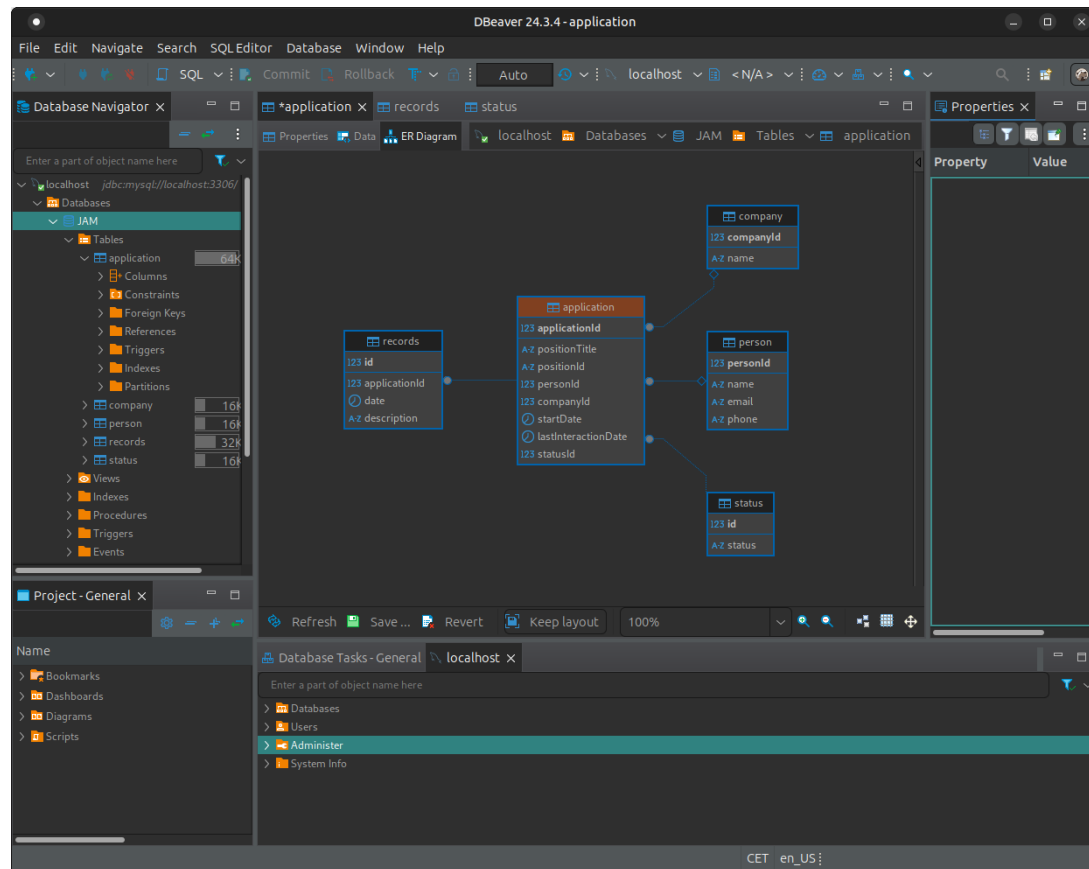 DBeaver 24.3.4 - application
File Edit Navigate Search SQL Editor Database Window Help
SQL Commit Rollback Auto localhost < N/A > 
Database Navigator
Enter a part of object name here
localhost jdbc:mysql://localhost:3306/
Databases
JAM
Tables
application 64K
Columns
Constraints
Foreign Keys
References
Triggers
Indexes
Partitions
company 16K
person 16K
records 32K
status 16K
Views
Indexes
Procedures
Triggers
Events
*application records status
Properties Data ER Diagram localhost Databases JAM Tables application
records
123 id
123 applicationId
date
A-Z description
application
123 applicationId
A-Z positionTitle
A-Z positionId
123 personId
123 companyId
startDate
lastInteractionDate
123 statusId
company
123 companyId
A-Z name
person
123 personId
A-Z name
A-Z email
A-Z phone
status
123 id
A-Z status
Refresh Save ... Revert Keep layout 100%
Properties
Property Value
Project - General
Name
Bookmarks
Dashboards
Diagrams
Scripts
Database Tasks - General localhost
Enter a part of object name here
Databases
Users
Administer
System Info
CET en_US